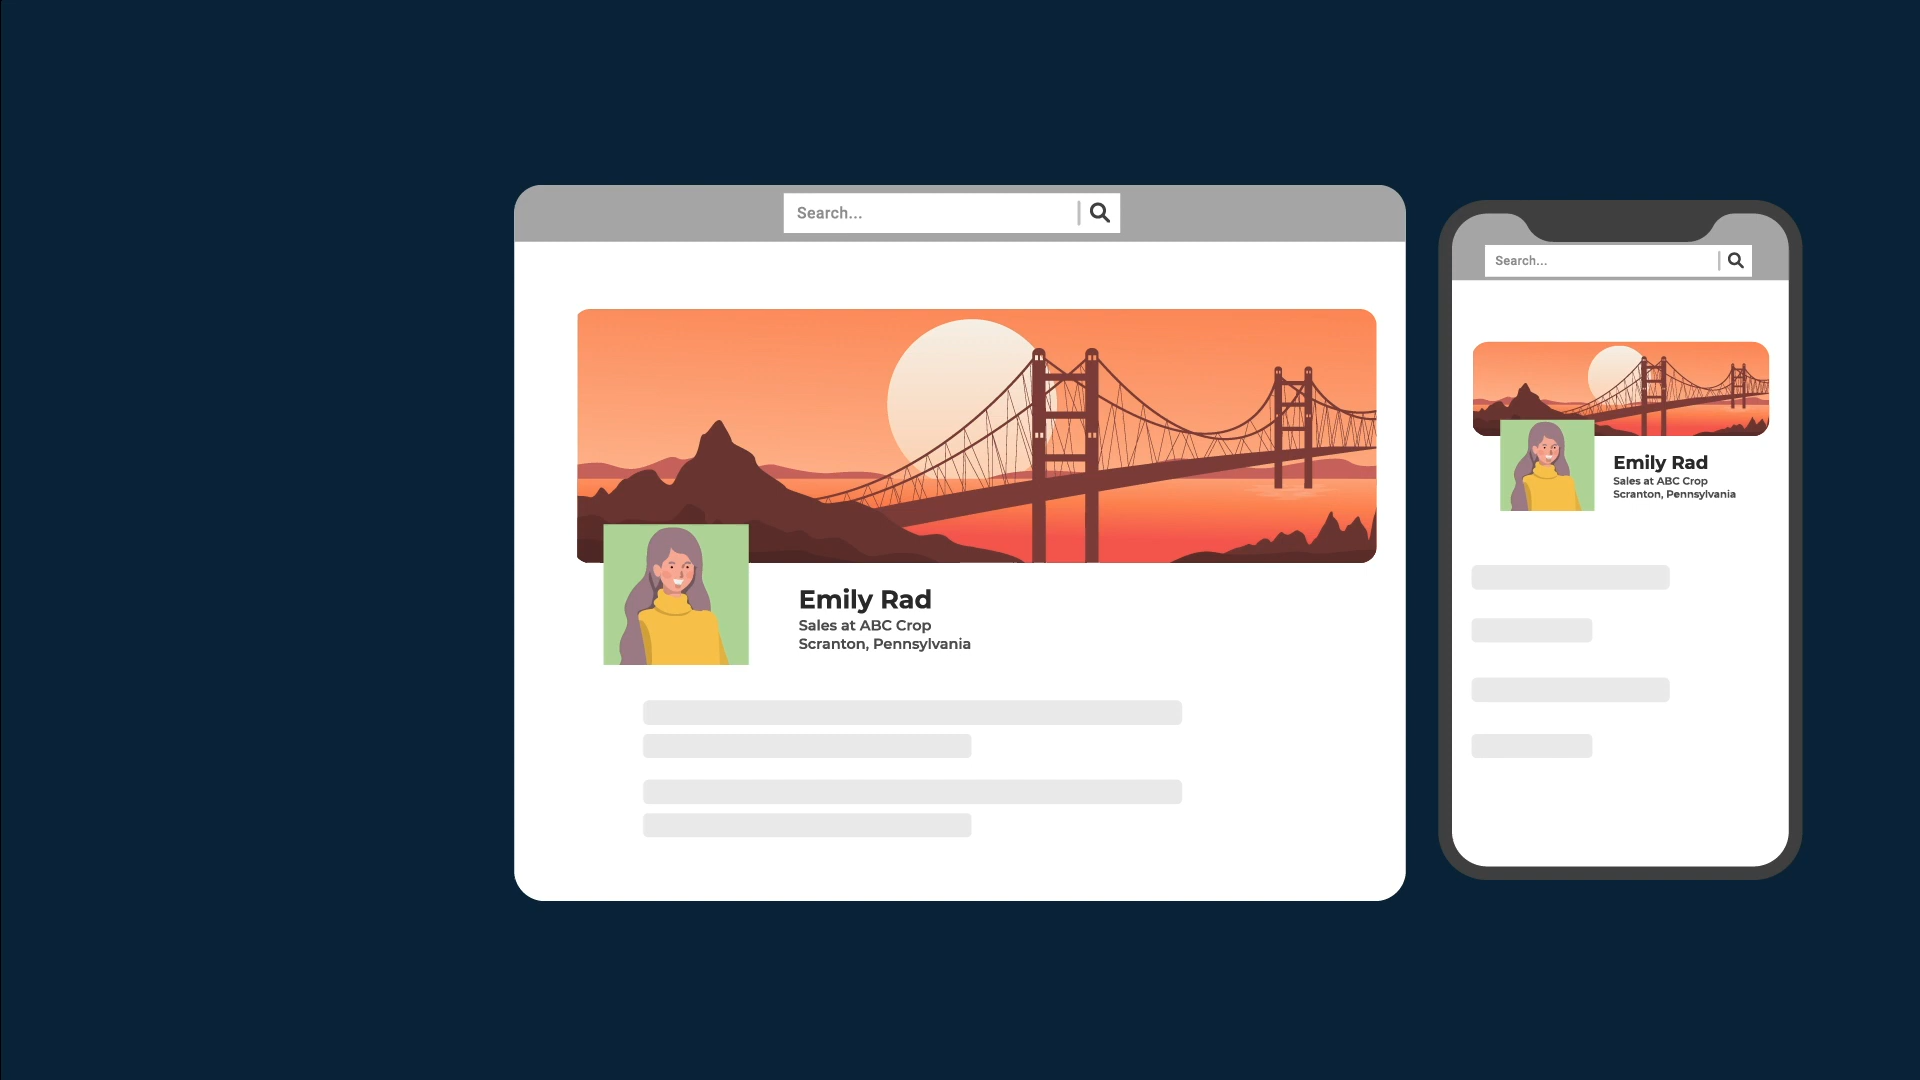 Search...
Emily Rad
Sales at ABC Crop
Scranton, Pennsylvania
Search...
Emily Rad
Sales at ABC Crop
Scranton, Pennsylvania